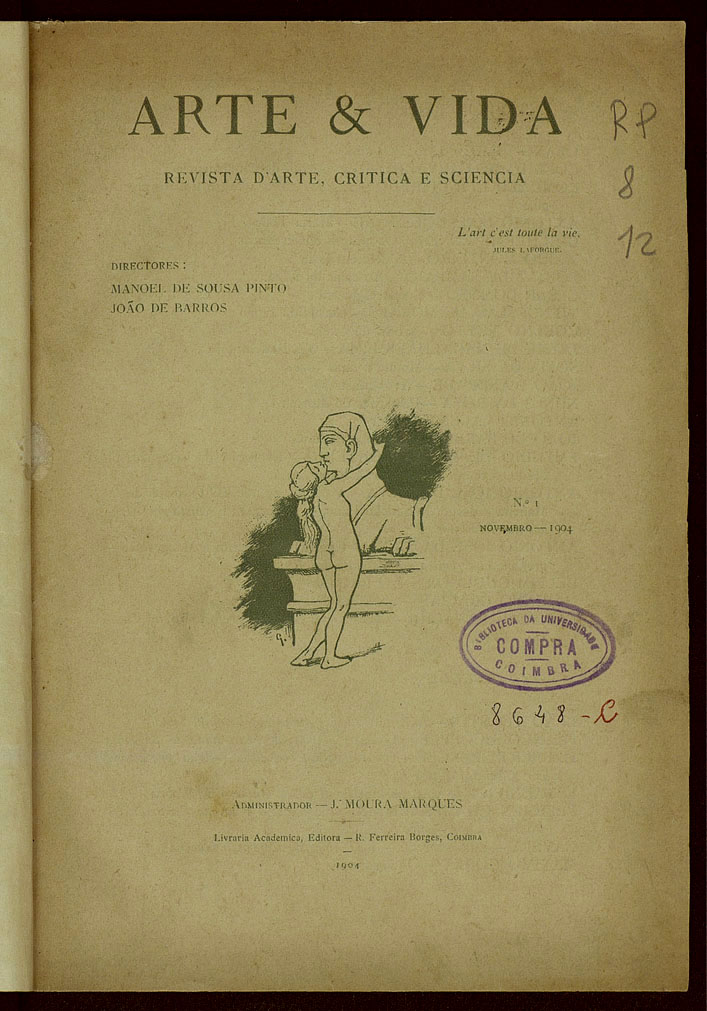 ARTE & VIDA
REVISTA D'ARTE, CRITICA E SCIENCIA
RP
8
12
L'art c'est toute la vie.
JULES LAFORGUE.
DIRECTORES :
MANOEL DE SOUSA PINTO
JOÃO DE BARROS
N.º 1
NOVEMBRO — 1904
BIBLIOTECA DA UNIVERSIDADE
COMPRA
COIMBRA
8648-C
ADMINISTRADOR — J. MOURA MARQUES
Livraria Academica, Editora — R. Ferreira Borges, COIMBRA
1904